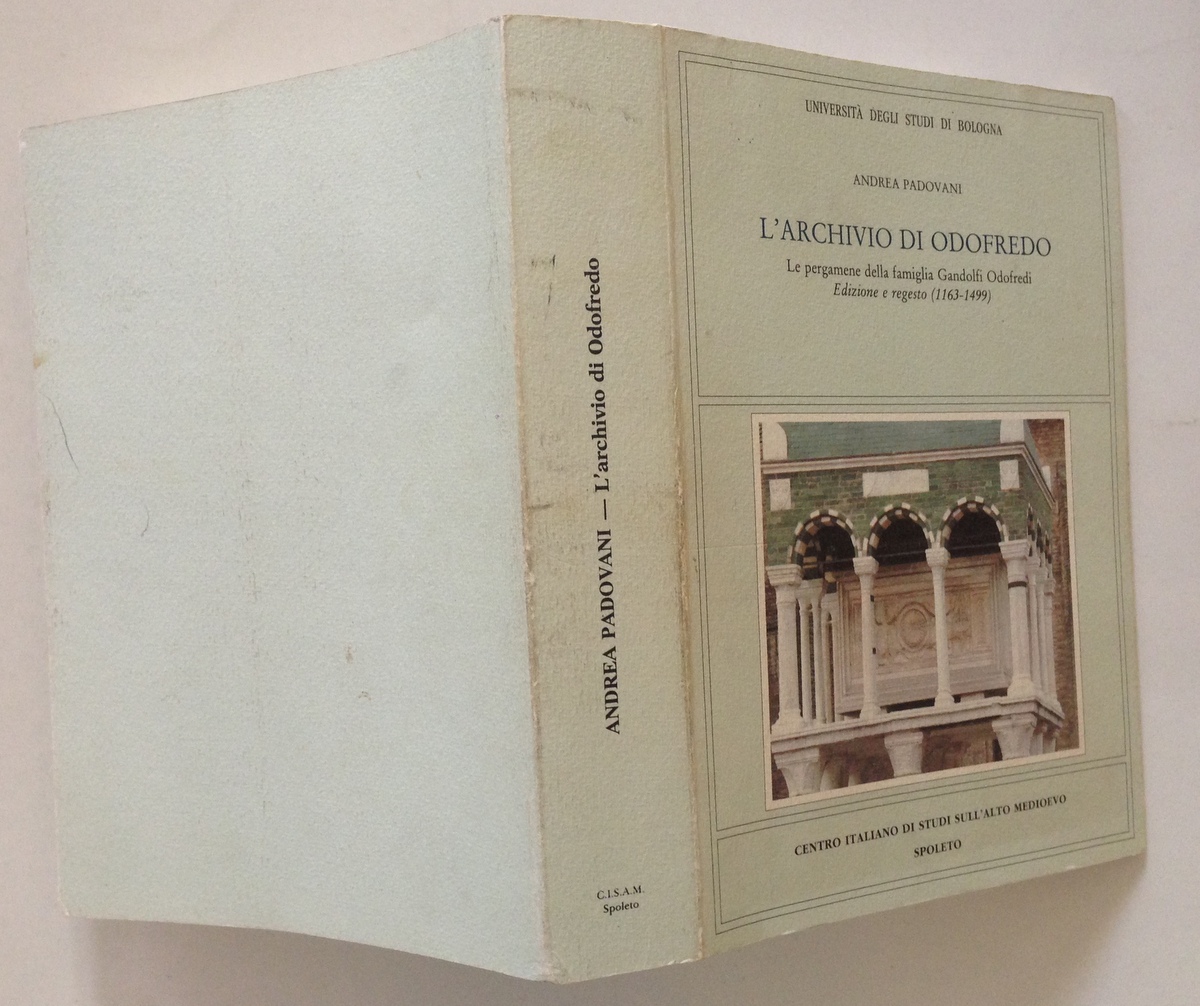 ANDREA PADOVANI — L'archivio di Odofredo
C.I.S.A.M.
Spoleto
UNIVERSITÀ DEGLI STUDI DI BOLOGNA
ANDREA PADOVANI
L'ARCHIVIO DI ODOFREDO
Le pergamene della famiglia Gandolfi Odofredi
Edizione e regesto (1163-1499)
CENTRO ITALIANO DI STUDI SULL'ALTO MEDIOEVO
SPOLETO